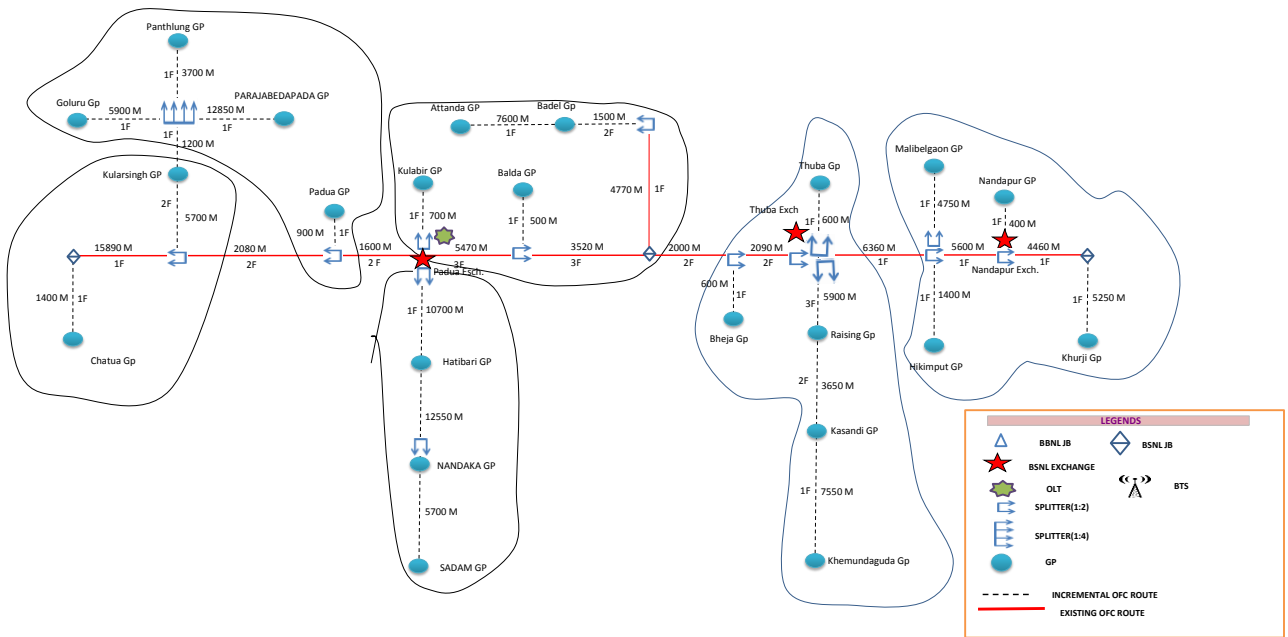 Panthlung GP
1F 3700 M
Goluru Gp
5900 M
1F
12850 M
1F
PARAJABEDAPADA GP
1F
1200 M
Kularsingh GP
2F
5700 M
Padua GP
900 M 1F
15890 M
1F
2080 M
2F
1600 M
2 F
1400 M 1F
Chatua Gp
Attanda GP
7600 M
1F
Badel Gp
1500 M
2F
4770 M 1F
Kulabir GP
1F 700 M
Balda GP
1F 500 M
5470 M
3F
3520 M
3F
2000 M
2F
Padua Esch.
1F 10700 M
Hatibari GP
12550 M
NANDAKA GP
5700 M
SADAM GP
Thuba Gp
Thuba Exch
1F 600 M
2090 M
2F
600 M 1F
Bheja Gp
6360 M
1F
5900 M
3F
Raising Gp
2F 3650 M
Kasandi GP
1F 7550 M
Khemundaguda Gp
Malibelgaon GP
1F 4750 M
Nandapur GP
1F 400 M
5600 M
1F
4460 M
1F
Nandapur Exch.
1F 1400 M
Hikimput GP
1F 5250 M
Khurji Gp
LEGENDS
BBNL JB
BSNL JB
BSNL EXCHANGE
OLT
BTS
SPLITTER(1:2)
SPLITTER(1:4)
GP
INCREMENTAL OFC ROUTE
EXISTING OFC ROUTE